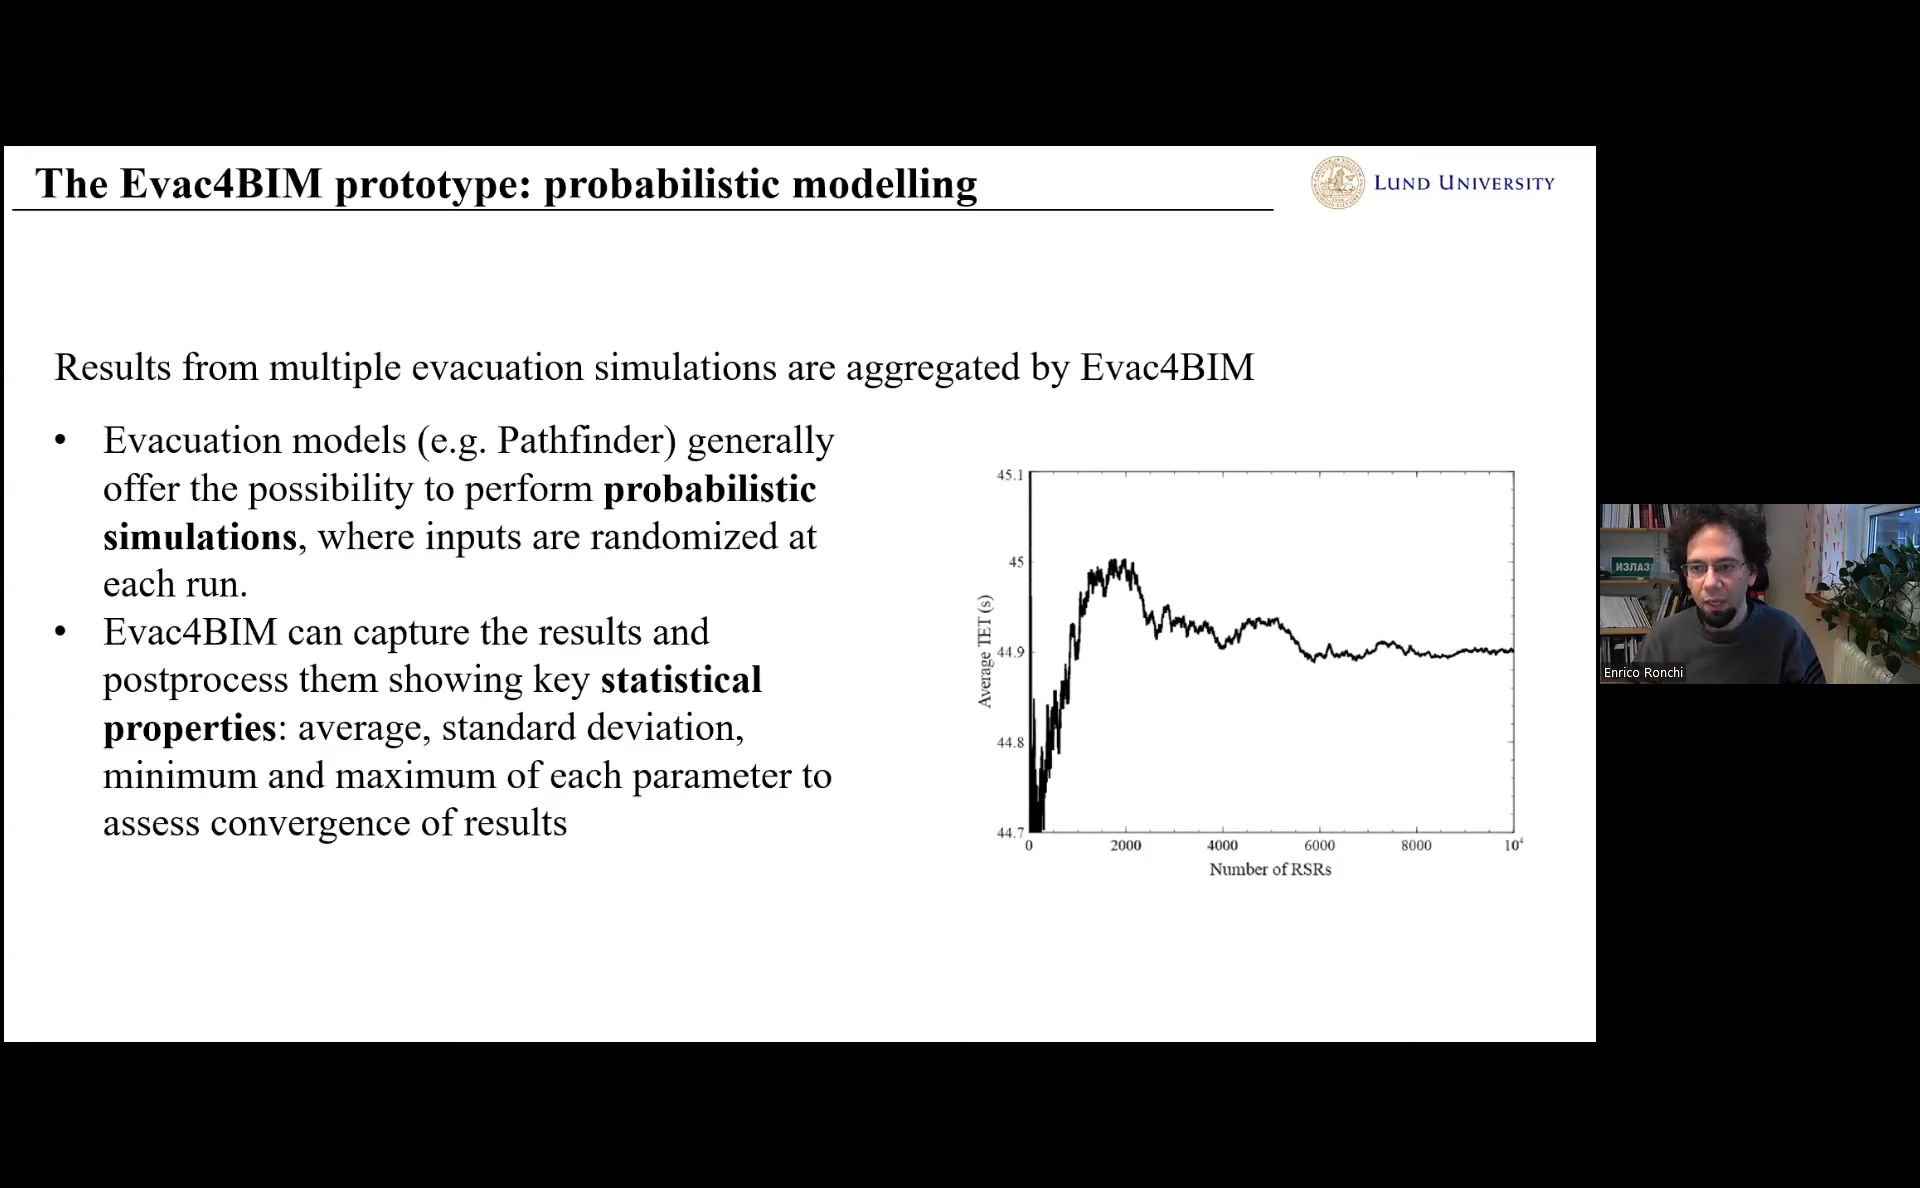 The Evac4BIM prototype: probabilistic modelling
LUND UNIVERSITY
Results from multiple evacuation simulations are aggregated by Evac4BIM
• Evacuation models (e.g. Pathfinder) generally
offer the possibility to perform probabilistic
simulations, where inputs are randomized at
each run.
• Evac4BIM can capture the results and
postprocess them showing key statistical
properties: average, standard deviation,
minimum and maximum of each parameter to
assess convergence of results
Average TET (s)
45.1
45
44.9
44.8
44.7
0 2000 4000 6000 8000 10⁴
Number of RSRs
ИЗЛАЗ
Enrico Ronchi